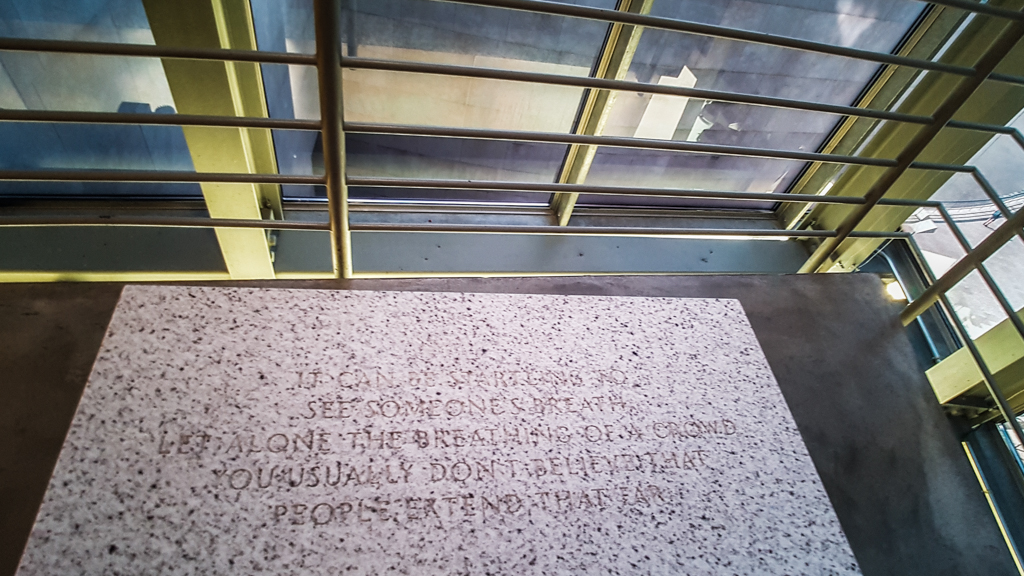 IT CAN BE STARTLING TO
SEE SOMEONE'S BREATH,
LET ALONE THE BREATHING OF A CROWD
YOU USUALLY DON'T BELIEVE THAT
PEOPLE EXTEND THAT FAR